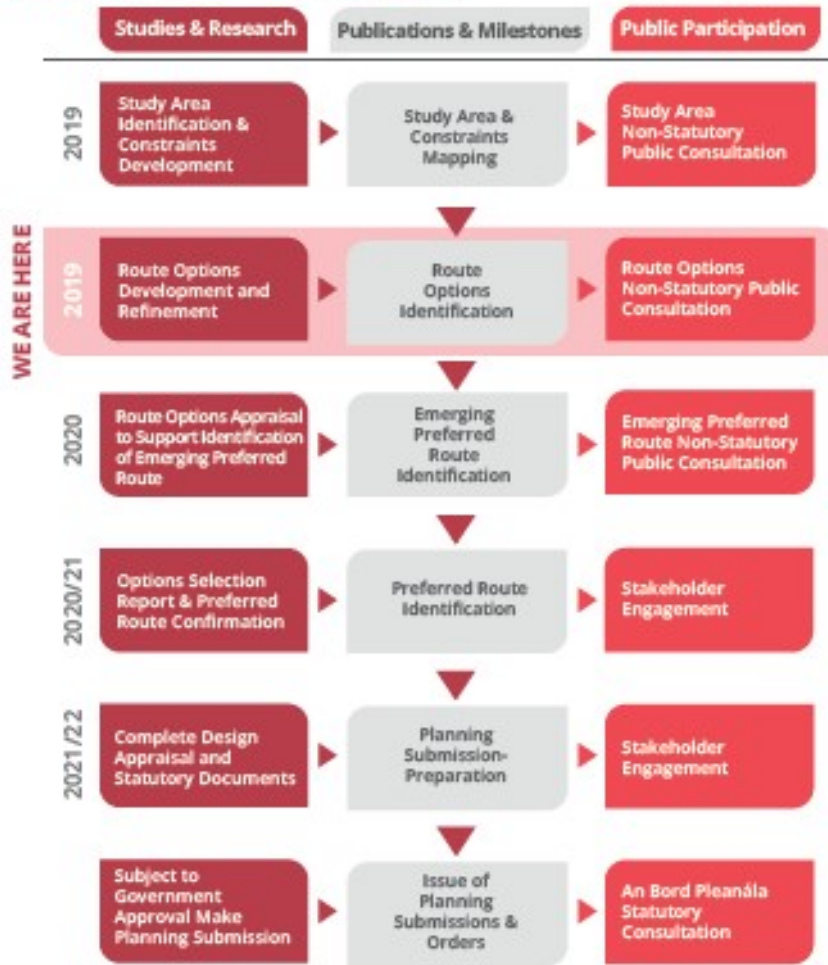 Studies & Research
Publications & Milestones
Public Participation
2019
Study Area
Identification &
Constraints
Development
Study Area &
Constraints
Mapping
Study Area
Non-Statutory
Public Consultation
WE ARE HERE
2019
Route Options
Development and
Refinement
Route
Options
Identification
Route Options
Non-Statutory Public
Consultation
2020
Route Options Appraisal
to Support Identification
of Emerging Preferred
Route
Emerging
Preferred
Route
Identification
Emerging Preferred
Route Non-Statutory
Public Consultation
2020/21
Options Selection
Report & Preferred
Route Confirmation
Preferred Route
Identification
Stakeholder
Engagement
2021/22
Complete Design
Appraisal and
Statutory Documents
Planning
Submission-
Preparation
Stakeholder
Engagement
Subject to
Government
Approval Make
Planning Submission
Issue of
Planning
Submissions &
Orders
An Bord Pleanála
Statutory
Consultation